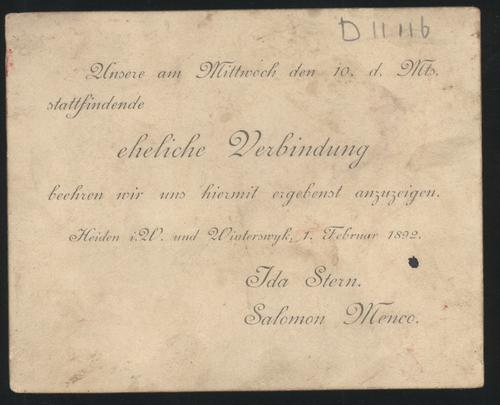 D 11 116
Unsere am Mittwoch den 10. d. Mts.
stattfindende
eheliche Verbindung
beehren wir uns hiermit ergebenst anzuzeigen.
Heiden i.W. und Winterswyk, 1. Februar 1892.
Ida Stern.
Salomon Menco.